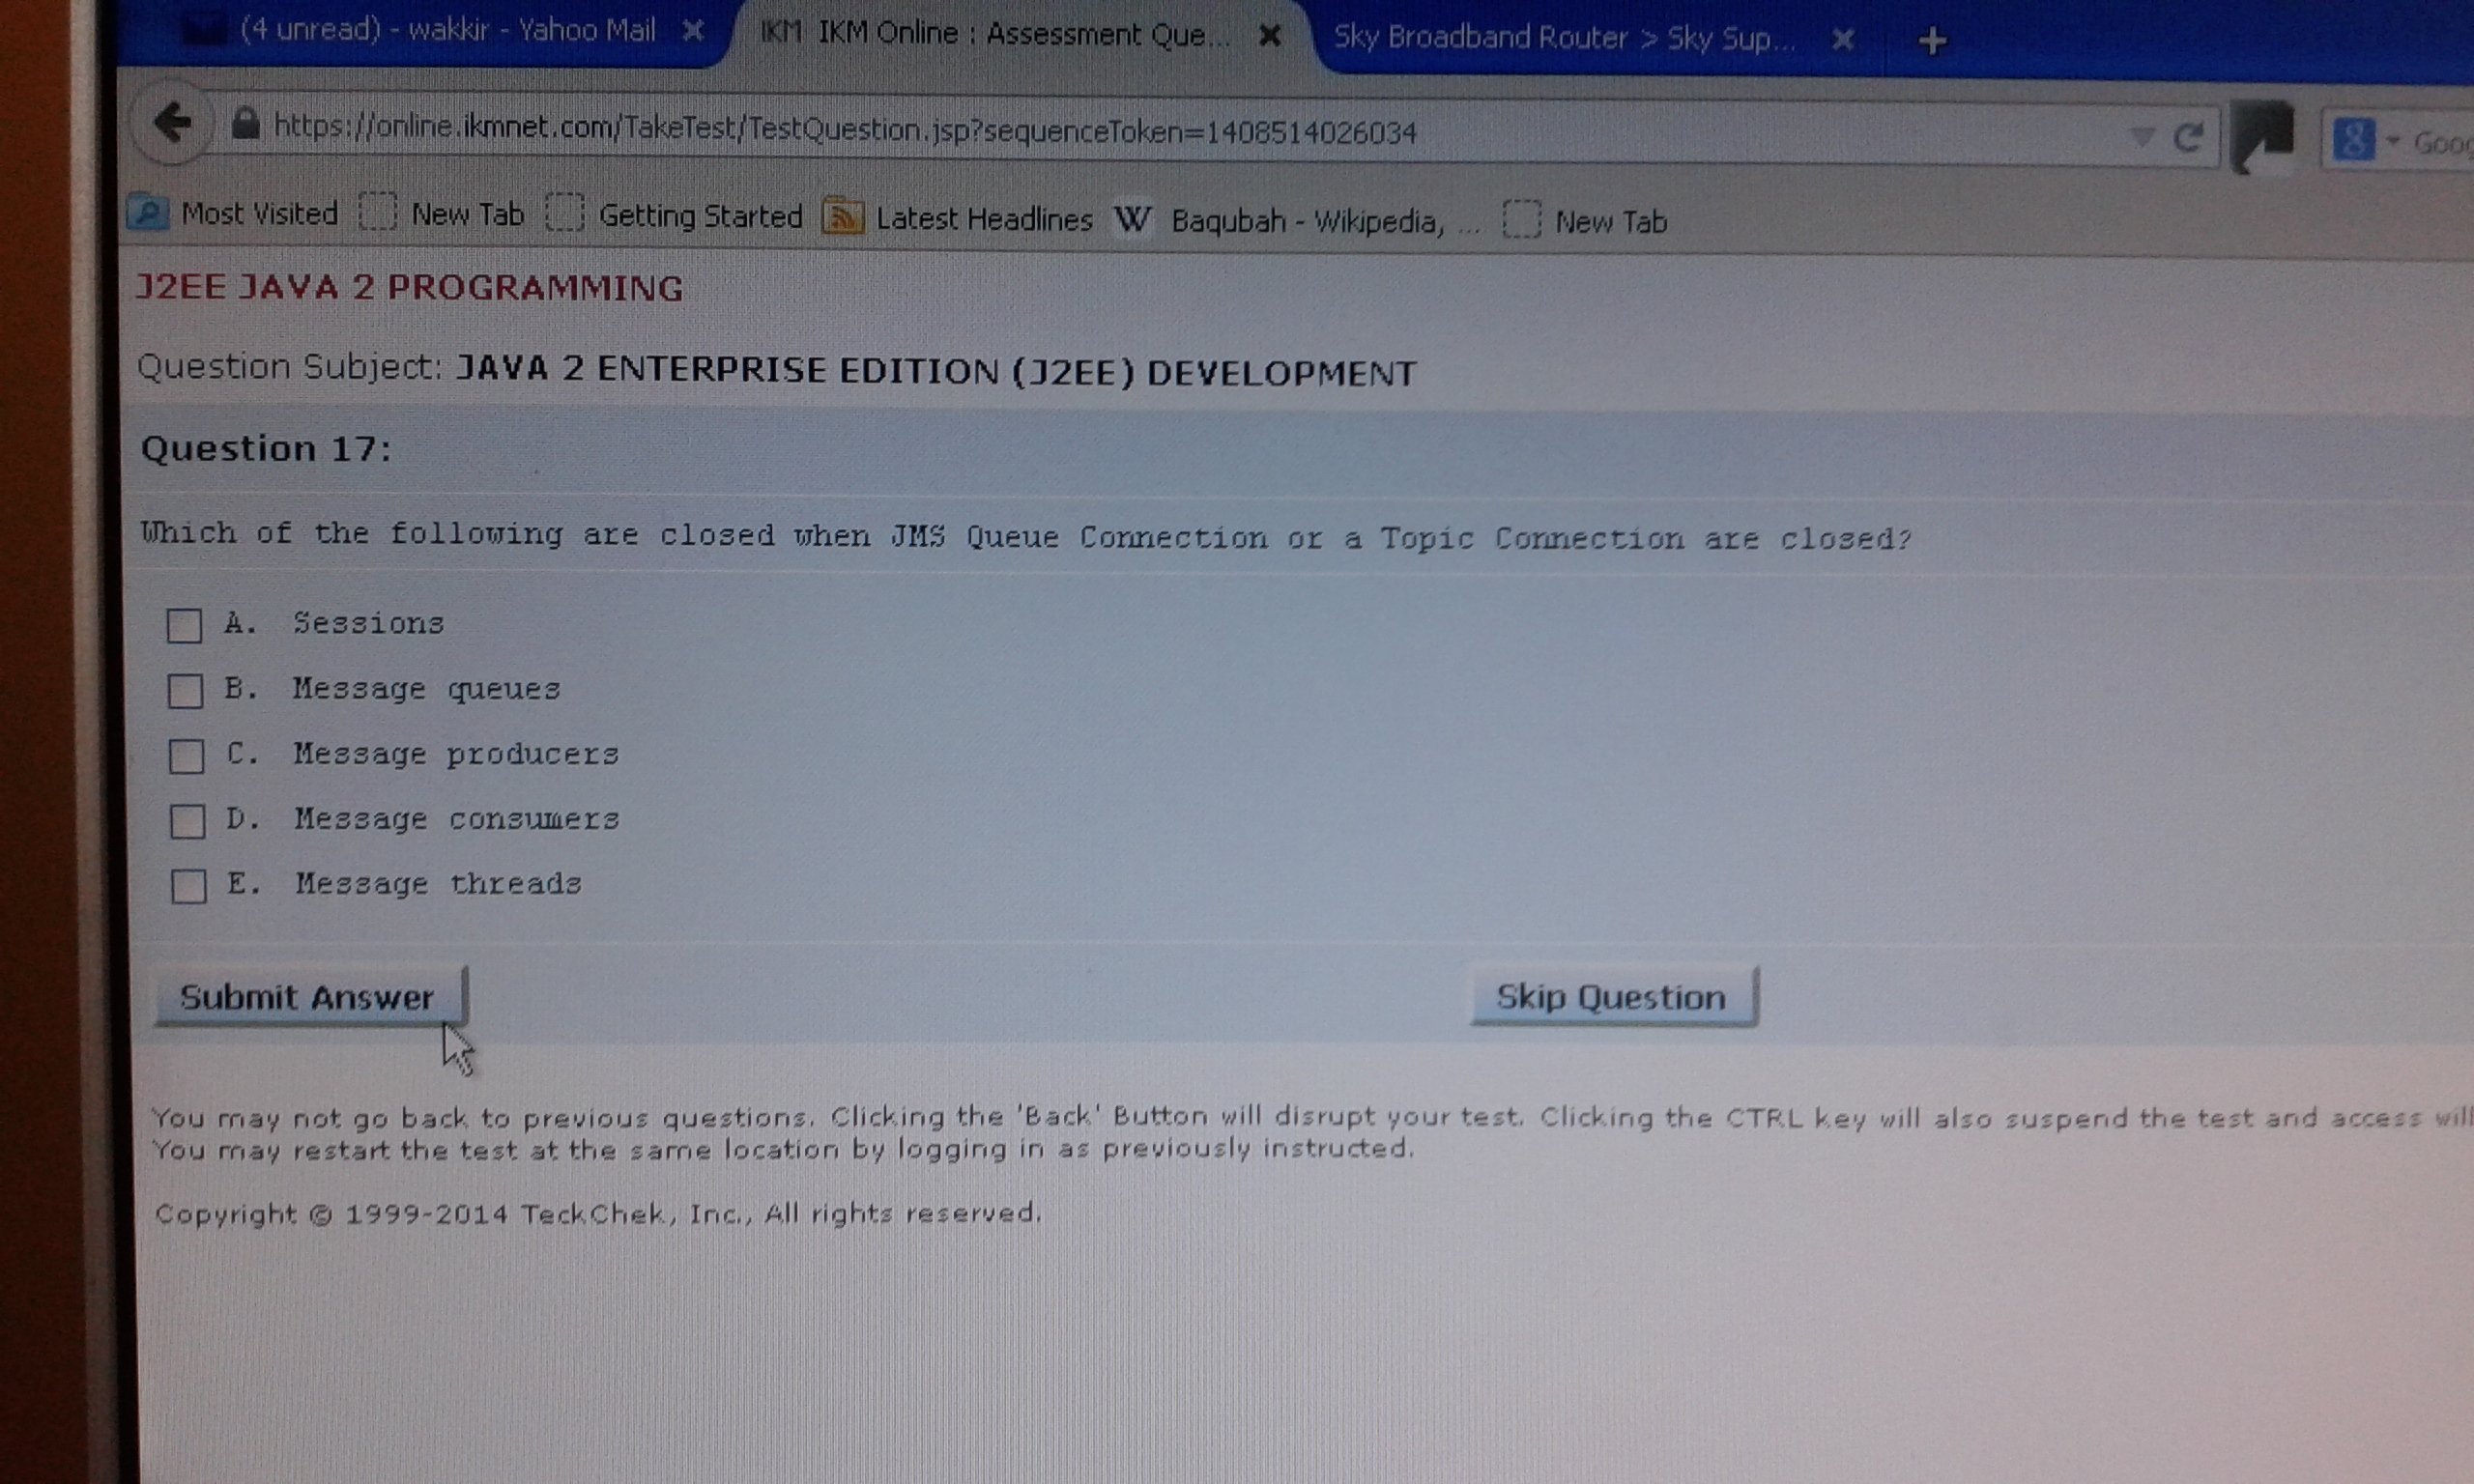 (4 unread) - wakkir - Yahoo Mail
IKM IKM Online : Assessment Que...
Sky Broadband Router > Sky Sup...
https://online.ikmnet.com/TakeTest/TestQuestion.jsp?sequenceToken=1408514026034
Most Visited New Tab Getting Started Latest Headlines W Baqubah - Wikipedia, ... New Tab
J2EE JAVA 2 PROGRAMMING
Question Subject: JAVA 2 ENTERPRISE EDITION (J2EE) DEVELOPMENT
Question 17:
Which of the following are closed when JMS Queue Connection or a Topic Connection are closed?
A. Sessions
B. Message queues
C. Message producers
D. Message consumers
E. Message threads
Submit Answer Skip Question
You may not go back to previous questions. Clicking the 'Back' Button will disrupt your test. Clicking the CTRL key will also suspend the test and access will
You may restart the test at the same location by logging in as previously instructed.
Copyright © 1999-2014 TeckChek, Inc., All rights reserved.